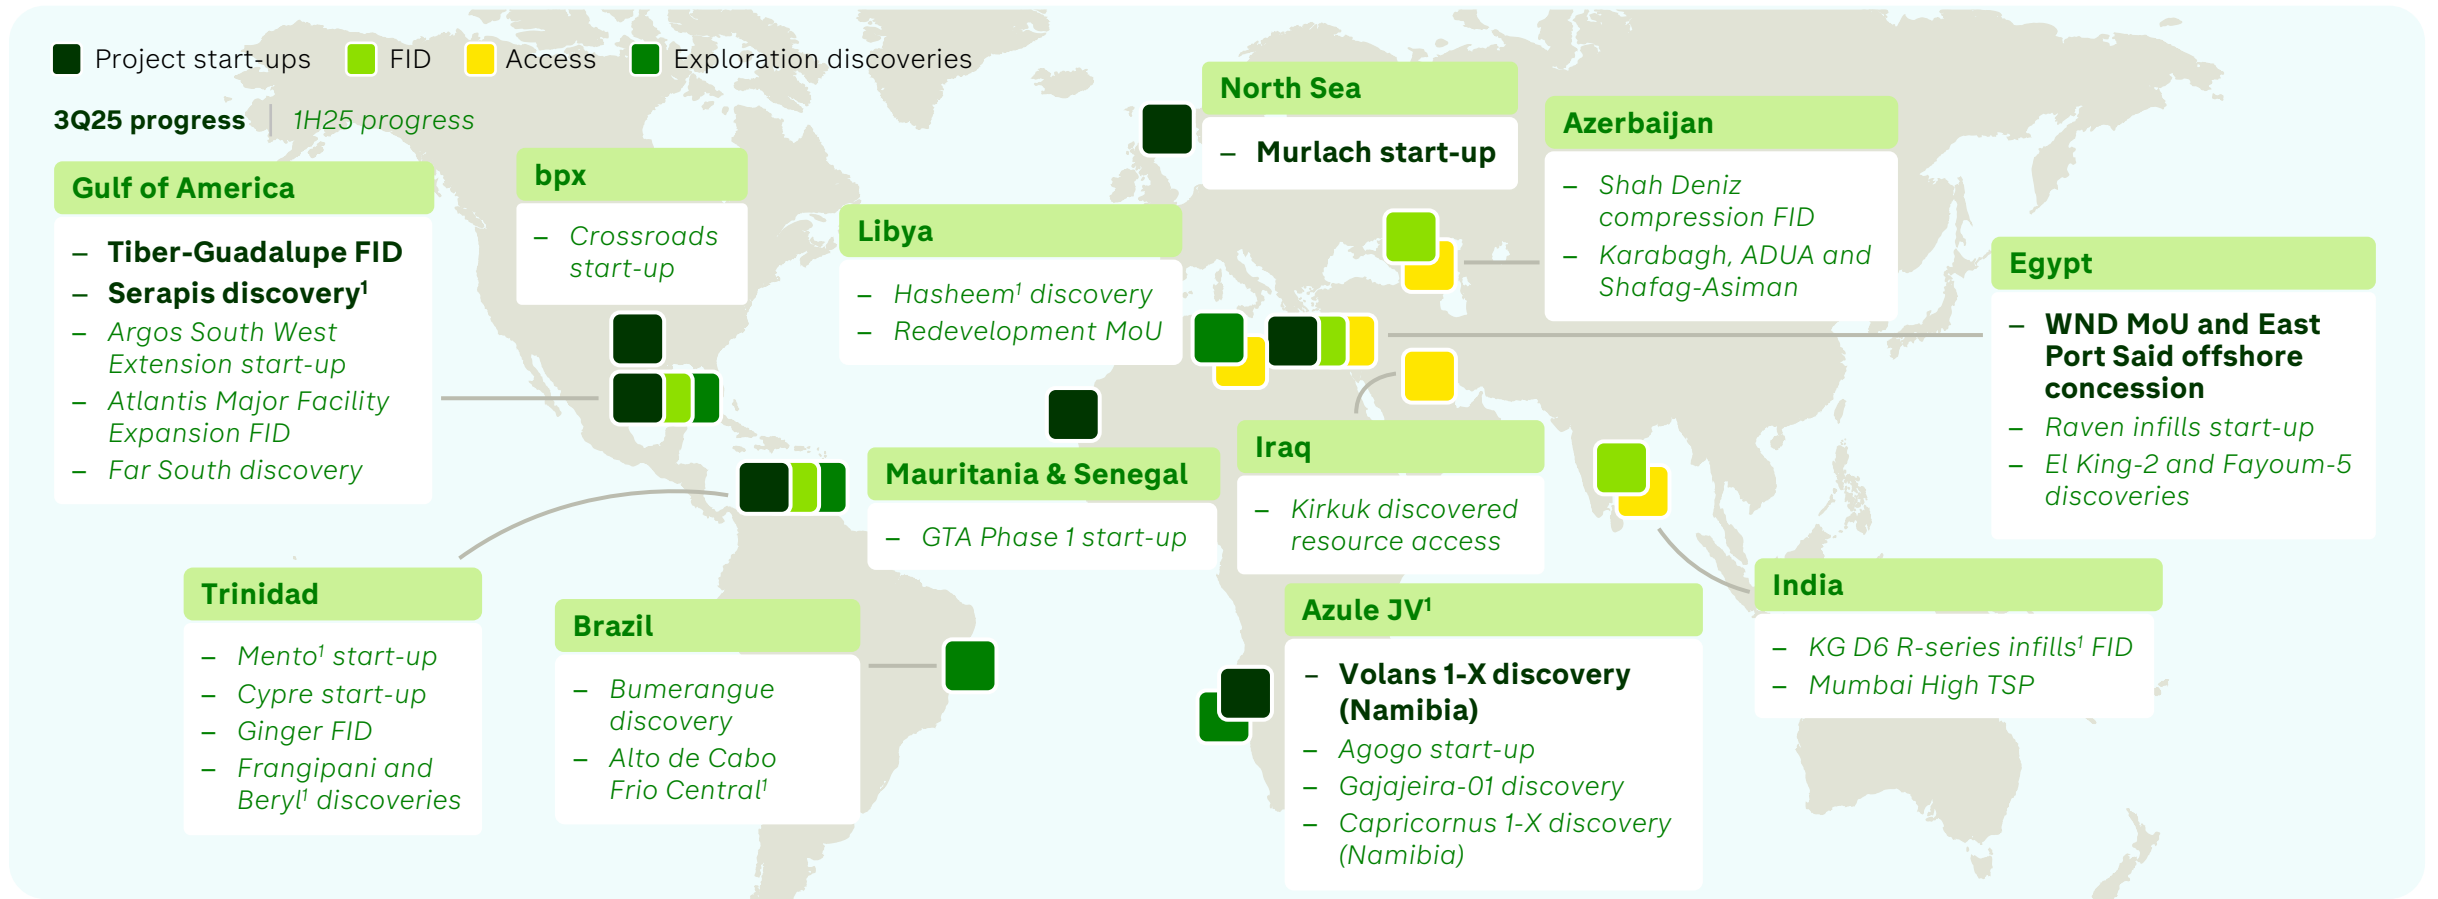 Project start-ups
FID
Access
Exploration discoveries
3Q25 progress
1H25 progress
Gulf of America
– Tiber-Guadalupe FID
– Serapis discovery¹
– Argos South West
Extension start-up
– Atlantis Major Facility
Expansion FID
– Far South discovery
bpx
– Crossroads
start-up
Libya
– Hasheem¹ discovery
– Redevelopment MoU
North Sea
– Murlach start-up
Azerbaijan
– Shah Deniz
compression FID
– Karabagh, ADUA and
Shafag-Asiman
Egypt
– WND MoU and East
Port Said offshore
concession
– Raven infills start-up
– El King-2 and Fayoum-5
discoveries
Mauritania & Senegal
– GTA Phase 1 start-up
Iraq
– Kirkuk discovered
resource access
Trinidad
– Mento¹ start-up
– Cypre start-up
– Ginger FID
– Frangipani and
Beryl¹ discoveries
Brazil
– Bumerangue
discovery
– Alto de Cabo
Frio Central¹
Azule JV¹
– Volans 1-X discovery
(Namibia)
– Agogo start-up
– Gajajeira-01 discovery
– Capricornus 1-X discovery
(Namibia)
India
– KG D6 R-series infills¹ FID
– Mumbai High TSP